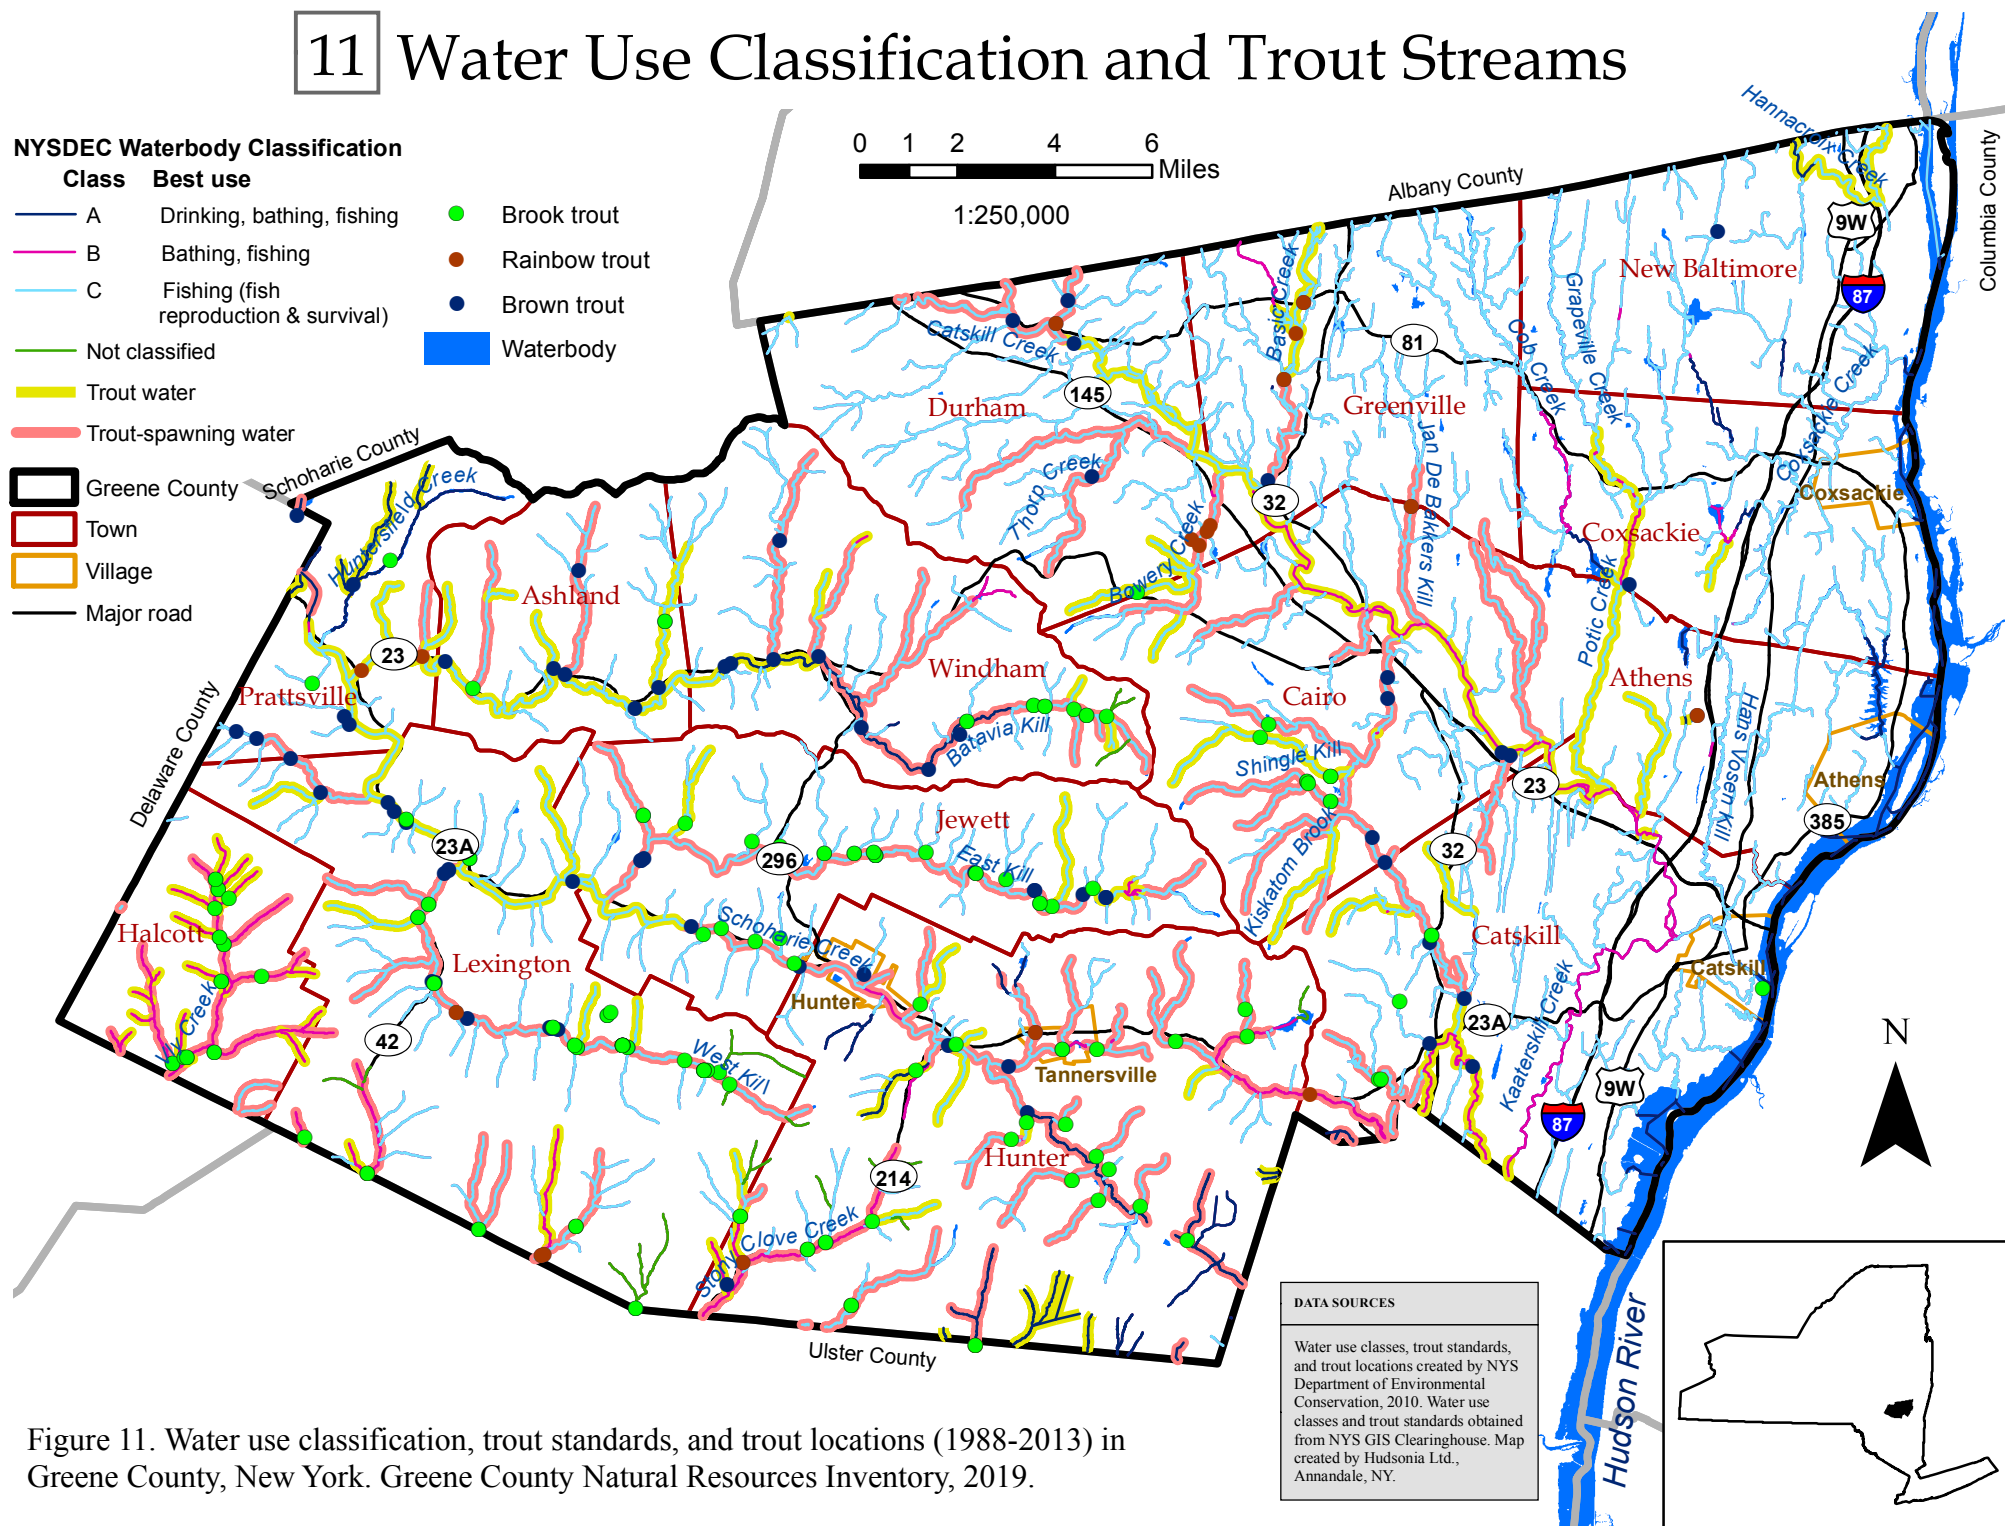 11 Water Use Classification and Trout Streams
NYSDEC Waterbody Classification
Class Best use
A Drinking, bathing, fishing
B Bathing, fishing
C Fishing (fish
reproduction & survival)
Not classified
Trout water
Trout-spawning water
Greene County
Town
Village
Major road
Brook trout
Rainbow trout
Brown trout
Waterbody
0 1 2 4 6
Miles
1:250,000
Albany County
Columbia County
Schoharie County
Delaware County
Ulster County
Hannacroix Creek
9W
87
New Baltimore
Basic Creek
Grapeville Creek
Cob Creek
81
Catskill Creek
145
Durham
Greenville
Jan De Bakkers Kill
Coxsackie Creek
Coxsackie
Thorp Creek
32
Huntersfield Creek
Bowery Creek
Coxsackie
Potic Creek
Ashland
23
Prattsville
Windham
Batavia Kill
Cairo
Shingle Kill
Athens
Hans Vosen Kill
Athens
385
23
32
Jewett
East Kill
296
23A
Kiskatom Brook
Schoharie Creek
Halcott
Vly Creek
Lexington
Hunter
Catskill
Catskill
Kaaterskill Creek
23A
42
West Kill
Tannersville
9W
87
Hunter
214
Stony Clove Creek
N
Hudson River
DATA SOURCES
Water use classes, trout standards,
and trout locations created by NYS
Department of Environmental
Conservation, 2010. Water use
classes and trout standards obtained
from NYS GIS Clearinghouse. Map
created by Hudsonia Ltd.,
Annandale, NY.
Figure 11. Water use classification, trout standards, and trout locations (1988-2013) in
Greene County, New York. Greene County Natural Resources Inventory, 2019.